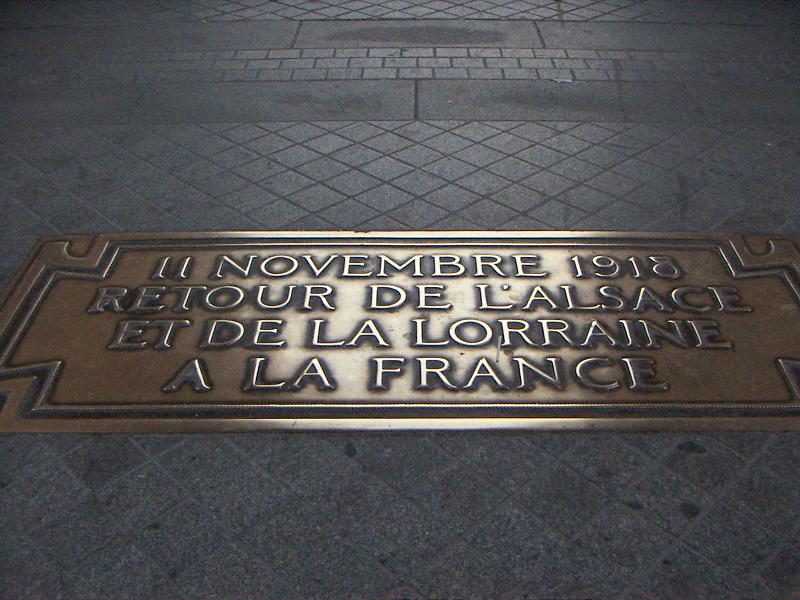 11 NOVEMBRE 1918
RETOUR DE L'ALSACE
ET DE LA LORRAINE
A LA FRANCE